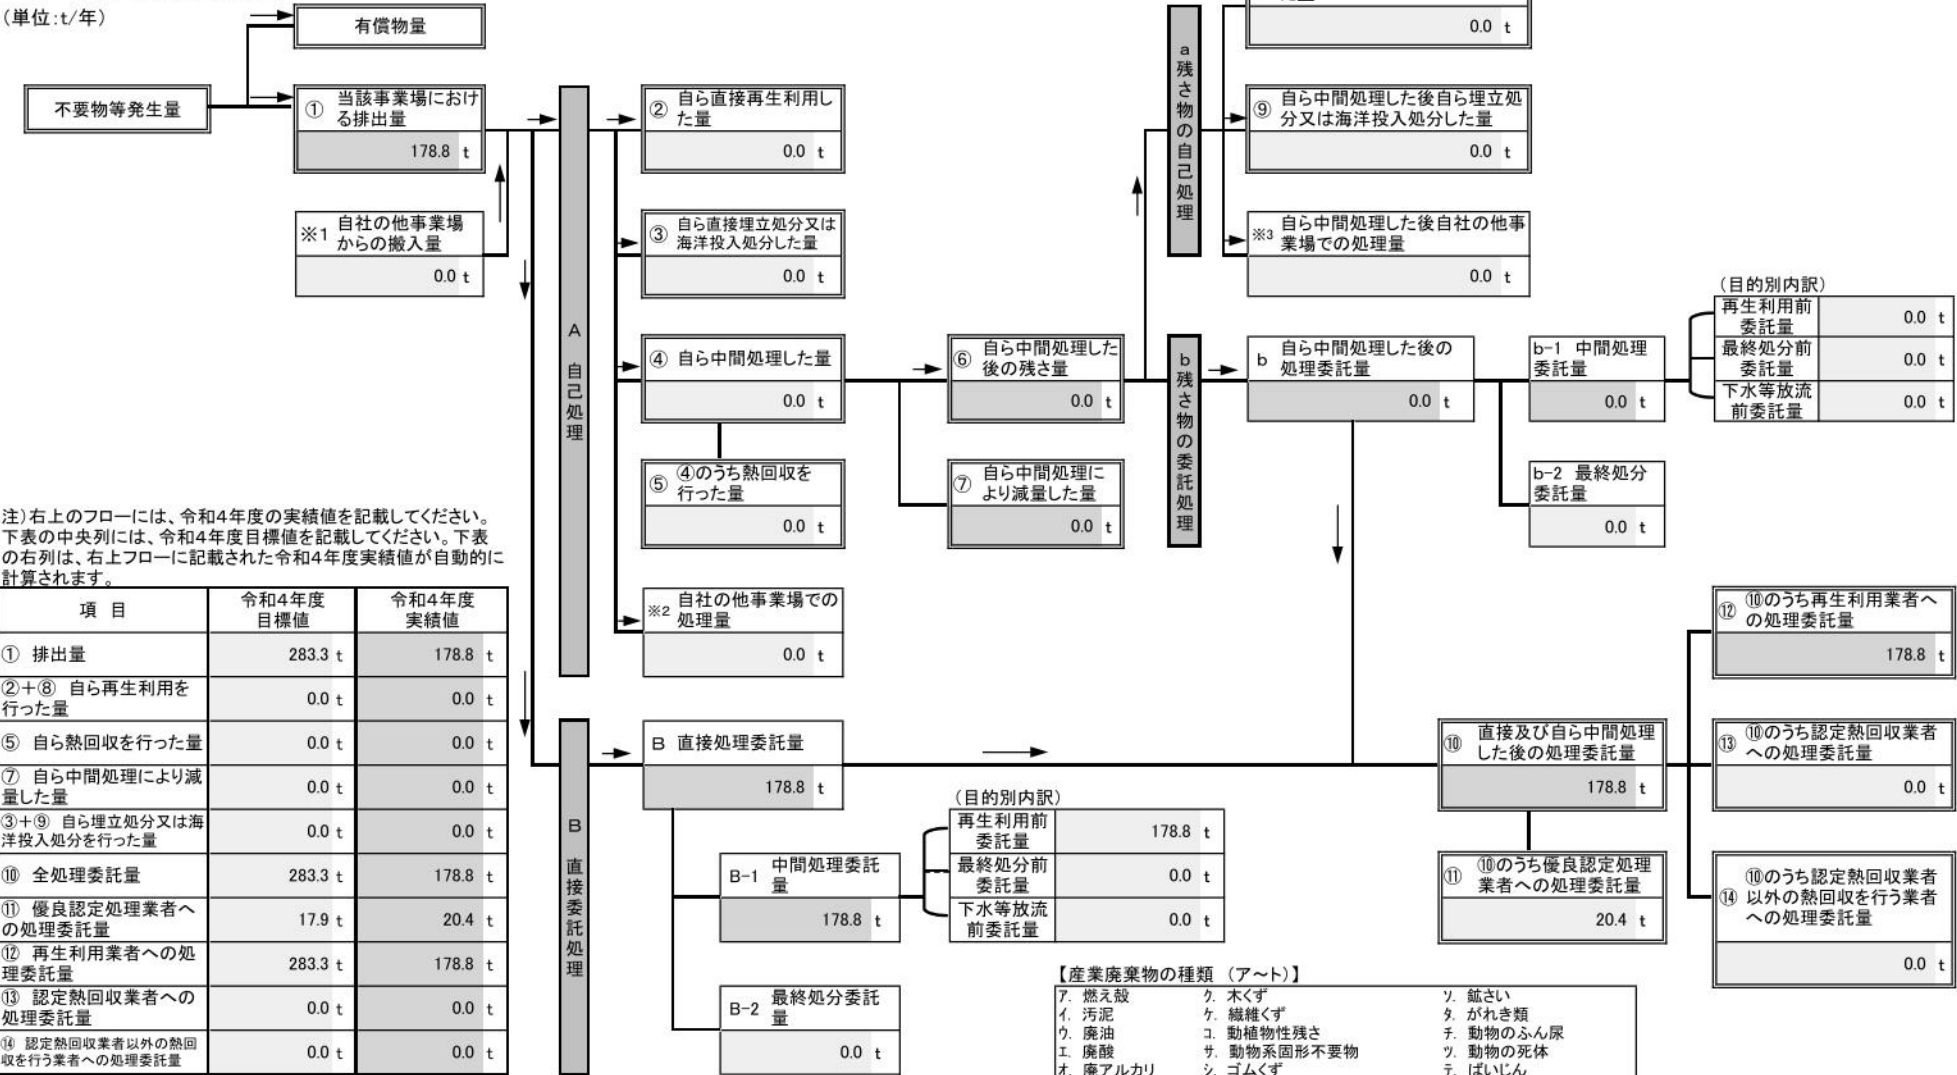 (単位:t/年)
有償物量
不要物等発生量
① 当該事業場におけ
る排出量
178.8 t
※1 自社の他事業場
からの搬入量
0.0 t
A 自己処理
② 自ら直接再生利用し
た量
0.0 t
③ 自ら直接埋立処分又は
海洋投入処分した量
0.0 t
④ 自ら中間処理した量
0.0 t
⑤ ④のうち熱回収を
行った量
0.0 t
※2 自社の他事業場での
処理量
0.0 t
⑥ 自ら中間処理した
後の残さ量
0.0 t
⑦ 自ら中間処理に
より減量した量
0.0 t
a 残さ物の自己処理
0.0 t
⑨ 自ら中間処理した後自ら埋立処
分又は海洋投入処分した量
0.0 t
※3 自ら中間処理した後自社の他事
業場での処理量
0.0 t
b 残さ物の委託処理
b 自ら中間処理した後の
処理委託量
0.0 t
b-1 中間処理
委託量
0.0 t
b-2 最終処分
委託量
0.0 t
(目的別内訳)
再生利用前
委託量
0.0 t
最終処分前
委託量
0.0 t
下水等放流
前委託量
0.0 t
注)右上のフローには、令和4年度の実績値を記載してください。
下表の中央列には、令和4年度目標値を記載してください。下表
の右列は、右上フローに記載された令和4年度実績値が自動的に
計算されます。
項 目 令和4年度 目標値 令和4年度 実績値
① 排出量 283.3 t 178.8 t
②+⑧ 自ら再生利用を
行った量 0.0 t 0.0 t
⑤ 自ら熱回収を行った量 0.0 t 0.0 t
⑦ 自ら中間処理により減
量した量 0.0 t 0.0 t
③+⑨ 自ら埋立処分又は海
洋投入処分を行った量 0.0 t 0.0 t
⑩ 全処理委託量 283.3 t 178.8 t
⑪ 優良認定処理業者へ
の処理委託量 17.9 t 20.4 t
⑫ 再生利用業者への処
理委託量 283.3 t 178.8 t
⑬ 認定熱回収業者への
処理委託量 0.0 t 0.0 t
⑭ 認定熱回収業者以外の熱回
収を行う業者への処理委託量 0.0 t 0.0 t
B 直接委託処理
B 直接処理委託量
178.8 t
B-1 中間処理委託
量
178.8 t
B-2 最終処分委託
量
0.0 t
(目的別内訳)
再生利用前
委託量
178.8 t
最終処分前
委託量
0.0 t
下水等放流
前委託量
0.0 t
⑩ 直接及び自ら中間処理
した後の処理委託量
178.8 t
⑪ ⑩のうち優良認定処理
業者への処理委託量
20.4 t
⑫ ⑩のうち再生利用業者へ
の処理委託量
178.8 t
⑬ ⑩のうち認定熱回収業者
への処理委託量
0.0 t
⑭ ⑩のうち認定熱回収業者
以外の熱回収を行う業者
への処理委託量
0.0 t
【産業廃棄物の種類 (ア~ト)】
ア. 燃え殻 ク. 木くず ソ. 鉱さい
イ. 汚泥 ケ. 繊維くず タ. がれき類
ウ. 廃油 コ. 動植物性残さ チ. 動物のふん尿
エ. 廃酸 サ. 動物系固形不要物 ツ. 動物の死体
オ. 廃アルカリ シ. ゴムくず テ. ばいじん